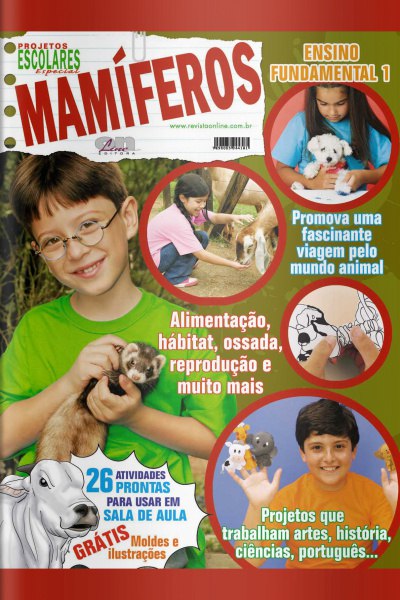 PROJETOS
ESCOLARES
Especial
MAMÍFEROS
www.revistaonline.com.br
EDITORA
ENSINO
FUNDAMENTAL 1
Promova uma
fascinante
viagem pelo
mundo animal
Alimentação,
hábitat, ossada,
reprodução e
muito mais
26 ATIVIDADES
PRONTAS
PARA USAR EM
SALA DE AULA
GRÁTIS
Moldes e
ilustrações
Projetos que
trabalham artes, história,
ciências, português...